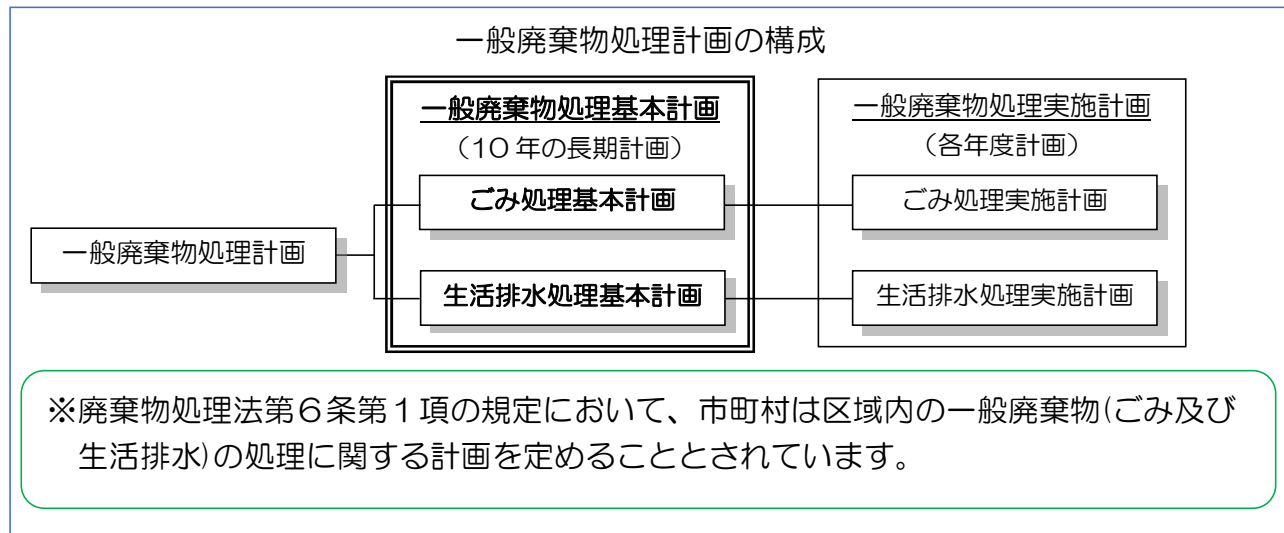 一般廃棄物処理計画の構成
一般廃棄物処理基本計画
（10年の長期計画）
ごみ処理基本計画
生活排水処理基本計画
一般廃棄物処理実施計画
（各年度計画）
ごみ処理実施計画
生活排水処理実施計画
一般廃棄物処理計画
※廃棄物処理法第６条第１項の規定において、市町村は区域内の一般廃棄物(ごみ及び
生活排水)の処理に関する計画を定めることとされています。